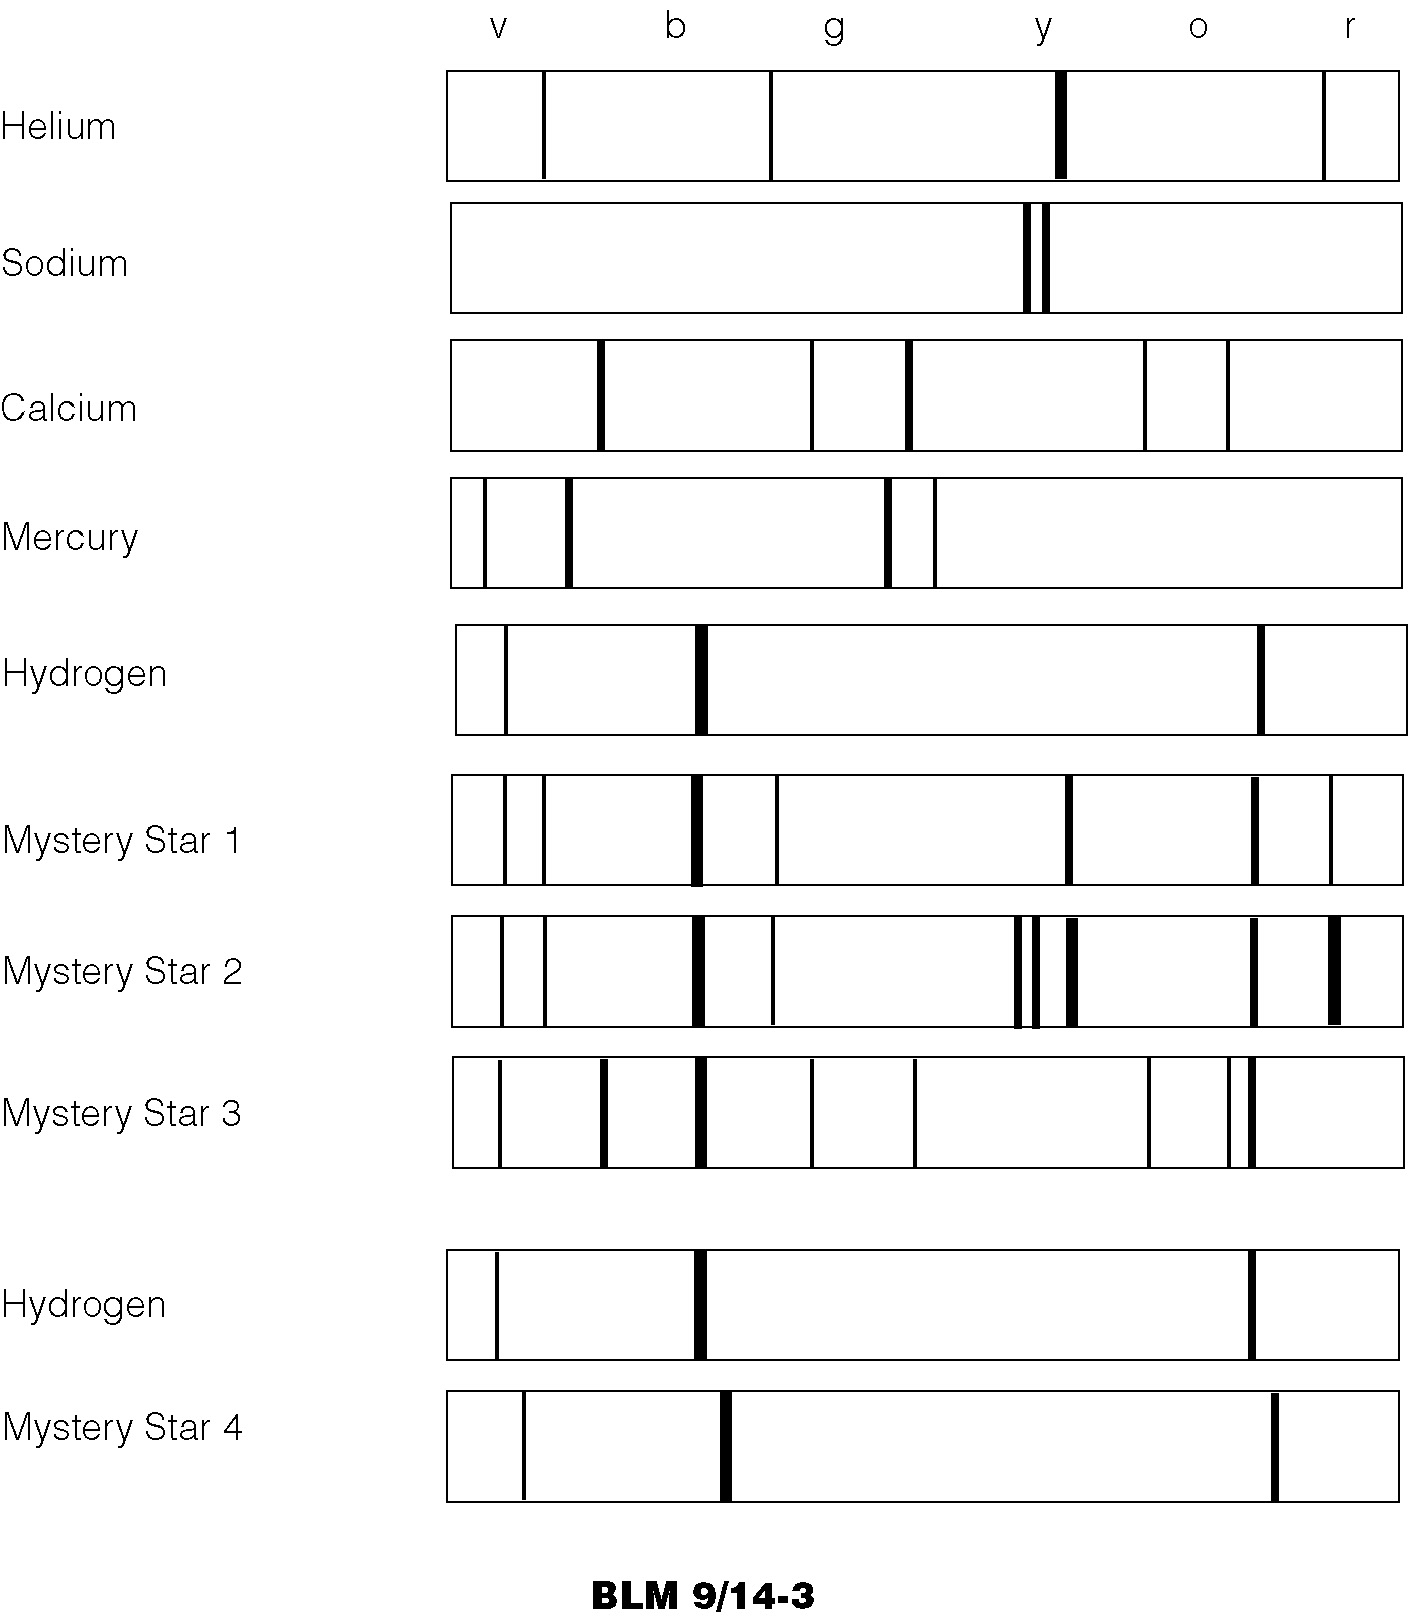 v b g y o r
Helium
Sodium
Calcium
Mercury
Hydrogen
Mystery Star 1
Mystery Star 2
Mystery Star 3
Hydrogen
Mystery Star 4
BLM 9/14-3